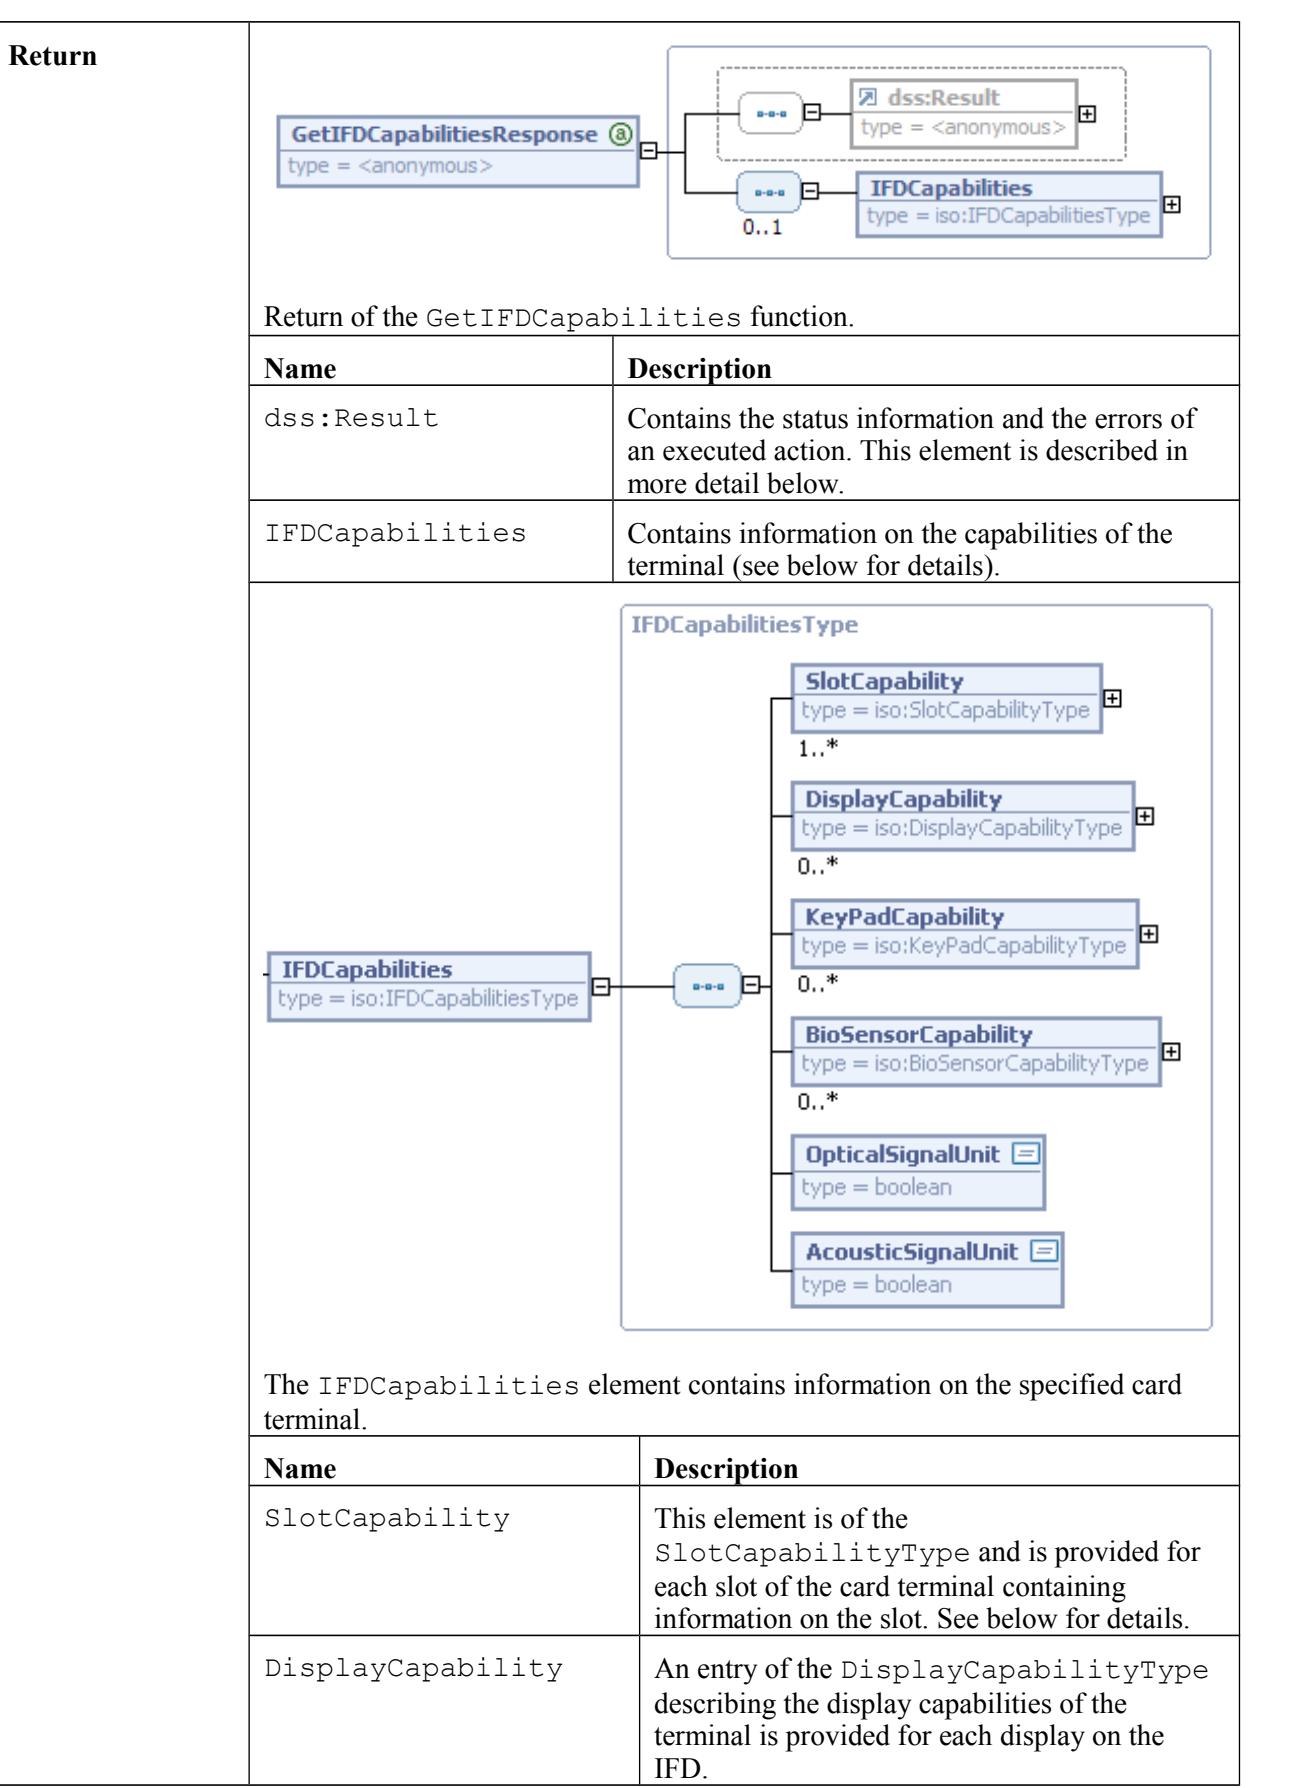 Return
dss:Result
type = <anonymous>
GetIFDCapabilitiesResponse
type = <anonymous>
IFDCapabilities
type = iso:IFDCapabilitiesType
0..1
Return of the GetIFDCapabilities function.
Name Description
dss:Result Contains the status information and the errors of
an executed action. This element is described in
more detail below.
IFDCapabilities Contains information on the capabilities of the
terminal (see below for details).
IFDCapabilitiesType
SlotCapability
type = iso:SlotCapabilityType
1..*
DisplayCapability
type = iso:DisplayCapabilityType
0..*
KeyPadCapability
type = iso:KeyPadCapabilityType
0..*
IFDCapabilities
type = iso:IFDCapabilitiesType
BioSensorCapability
type = iso:BioSensorCapabilityType
0..*
OpticalSignalUnit
type = boolean
AcousticSignalUnit
type = boolean
The IFDCapabilities element contains information on the specified card
terminal.
Name Description
SlotCapability This element is of the
SlotCapabilityType and is provided for
each slot of the card terminal containing
information on the slot. See below for details.
DisplayCapability An entry of the DisplayCapabilityType
describing the display capabilities of the
terminal is provided for each display on the
IFD.